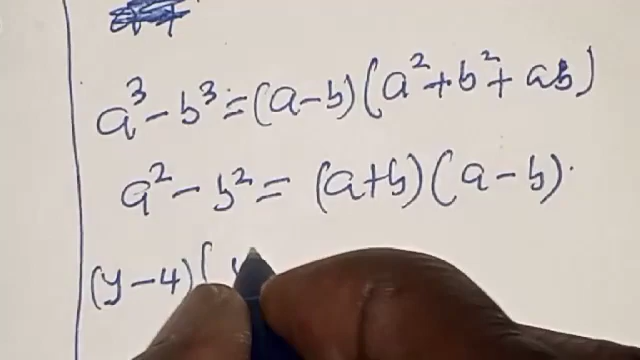 a³ - b³ = (a - b)(a² + b² + ab)
a² - b² = (a + b)(a - b).
(y - 4)(